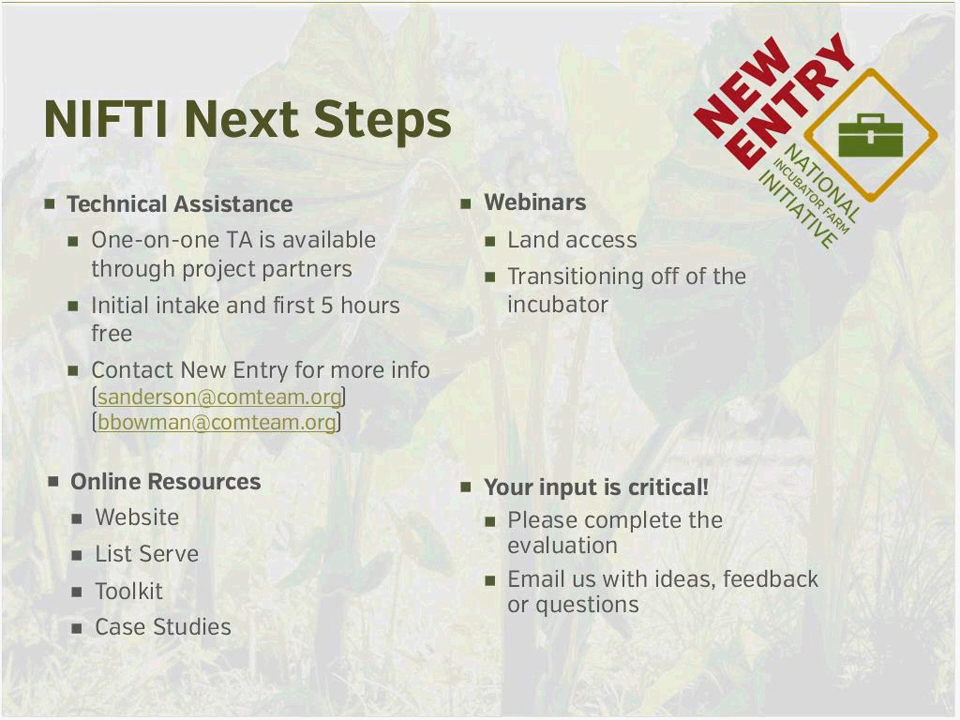 NIFTI Next Steps
NEW
ENTRY
NATIONAL
INCUBATOR FARM
INITIATIVE
■ Technical Assistance
■ One-on-one TA is available
through project partners
■ Initial intake and first 5 hours
free
■ Contact New Entry for more info
(sanderson@comteam.org)
(bbowman@comteam.org)
■ Online Resources
■ Website
■ List Serve
■ Toolkit
■ Case Studies
■ Webinars
■ Land access
■ Transitioning off of the
incubator
■ Your input is critical!
■ Please complete the
evaluation
■ Email us with ideas, feedback
or questions